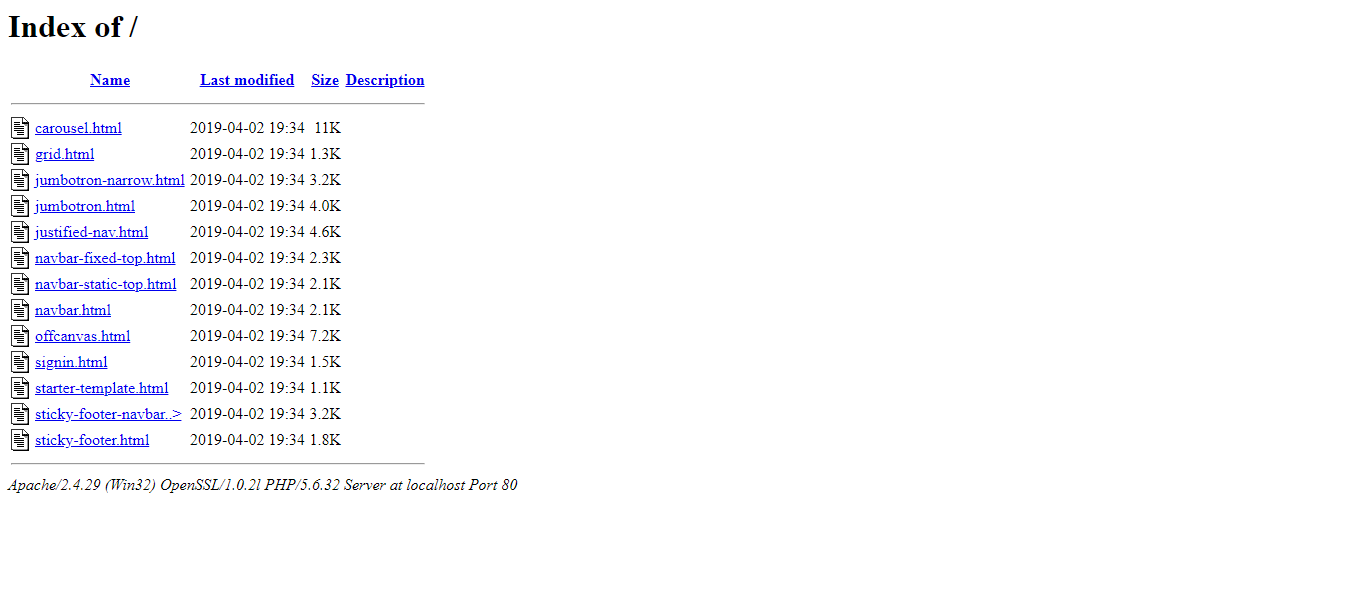 Index of /
Name Last modified Size Description
carousel.html 2019-04-02 19:34 11K
grid.html 2019-04-02 19:34 1.3K
jumbotron-narrow.html 2019-04-02 19:34 3.2K
jumbotron.html 2019-04-02 19:34 4.0K
justified-nav.html 2019-04-02 19:34 4.6K
navbar-fixed-top.html 2019-04-02 19:34 2.3K
navbar-static-top.html 2019-04-02 19:34 2.1K
navbar.html 2019-04-02 19:34 2.1K
offcanvas.html 2019-04-02 19:34 7.2K
signin.html 2019-04-02 19:34 1.5K
starter-template.html 2019-04-02 19:34 1.1K
sticky-footer-navbar..> 2019-04-02 19:34 3.2K
sticky-footer.html 2019-04-02 19:34 1.8K
Apache/2.4.29 (Win32) OpenSSL/1.0.2l PHP/5.6.32 Server at localhost Port 80